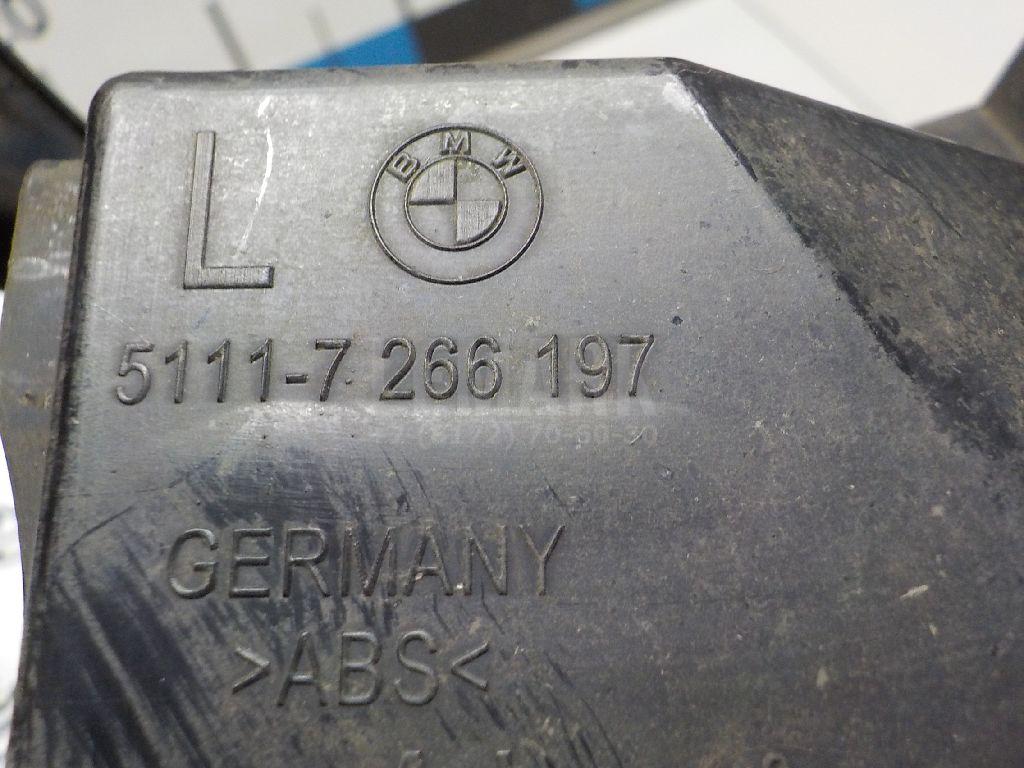 L BMW
5111-7 266 197
GERMANY
>ABS<